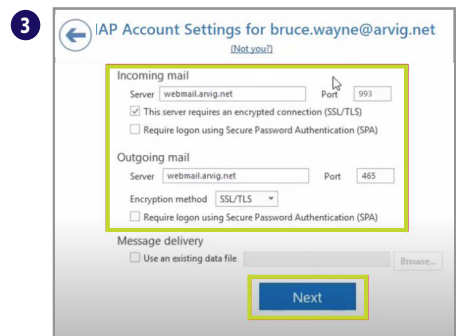 3
IAP Account Settings for bruce.wayne@arvig.net
(Not you?)
Incoming mail
Server webmail.arvig.net Port 993
This server requires an encrypted connection (SSL/TLS)
Require logon using Secure Password Authentication (SPA)
Outgoing mail
Server webmail.arvig.net Port 465
Encryption method SSL/TLS
Require logon using Secure Password Authentication (SPA)
Message delivery
Use an existing data file Browse...
Next